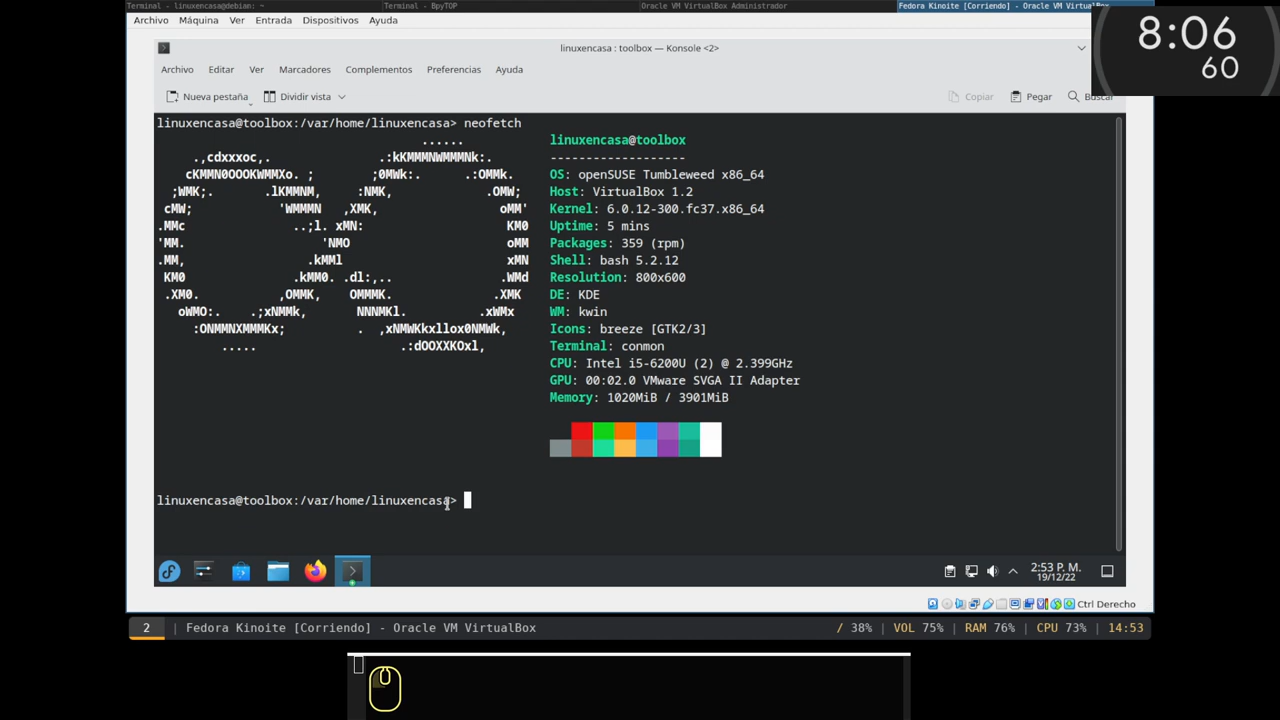 Terminal - linuxencasa@debian: ~
Terminal - BpyTOP
Oracle VM VirtualBox Administrador
Fedora Kinoite [Corriendo] - Oracle VM VirtualBox
Archivo Máquina Ver Entrada Dispositivos Ayuda
8:06
60
linuxencasa : toolbox — Konsole <2>
Archivo Editar Ver Marcadores Complementos Preferencias Ayuda
Nueva pestaña Dividir vista Copiar Pegar Buscar
linuxencasa@toolbox:/var/home/linuxencasa> neofetch
linuxencasa@toolbox
-------------------
OS: openSUSE Tumbleweed x86_64
Host: VirtualBox 1.2
Kernel: 6.0.12-300.fc37.x86_64
Uptime: 5 mins
Packages: 359 (rpm)
Shell: bash 5.2.12
Resolution: 800x600
DE: KDE
WM: kwin
Icons: breeze [GTK2/3]
Terminal: conmon
CPU: Intel i5-6200U (2) @ 2.399GHz
GPU: 00:02.0 VMware SVGA II Adapter
Memory: 1020MiB / 3901MiB
linuxencasa@toolbox:/var/home/linuxencasa>
2:53 P. M.
19/12/22
Ctrl Derecho
2 | Fedora Kinoite [Corriendo] - Oracle VM VirtualBox / 38% | VOL 75% | RAM 76% | CPU 73% | 14:53